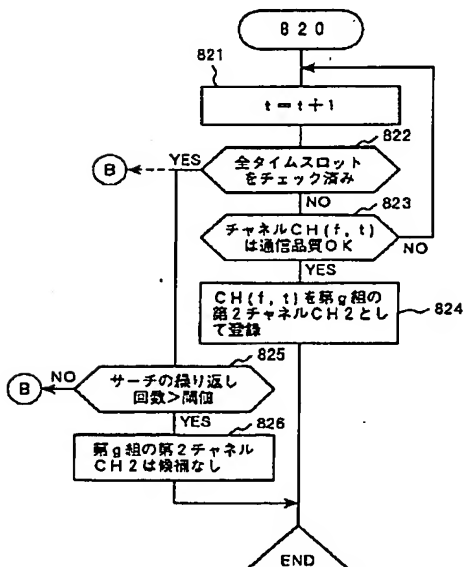 820
821
t=t+1
822
B
YES
全タイムスロット
をチェック済み
NO
823
チャネルCH(f, t)
は通信品質OK
NO
YES
CH(f, t)を第g組の
第2チャネルCH2とし
て登録
824
825
B
NO
サーチの繰り返し
回数>閾値
YES
826
第g組の第2チャネル
CH2は候補なし
END